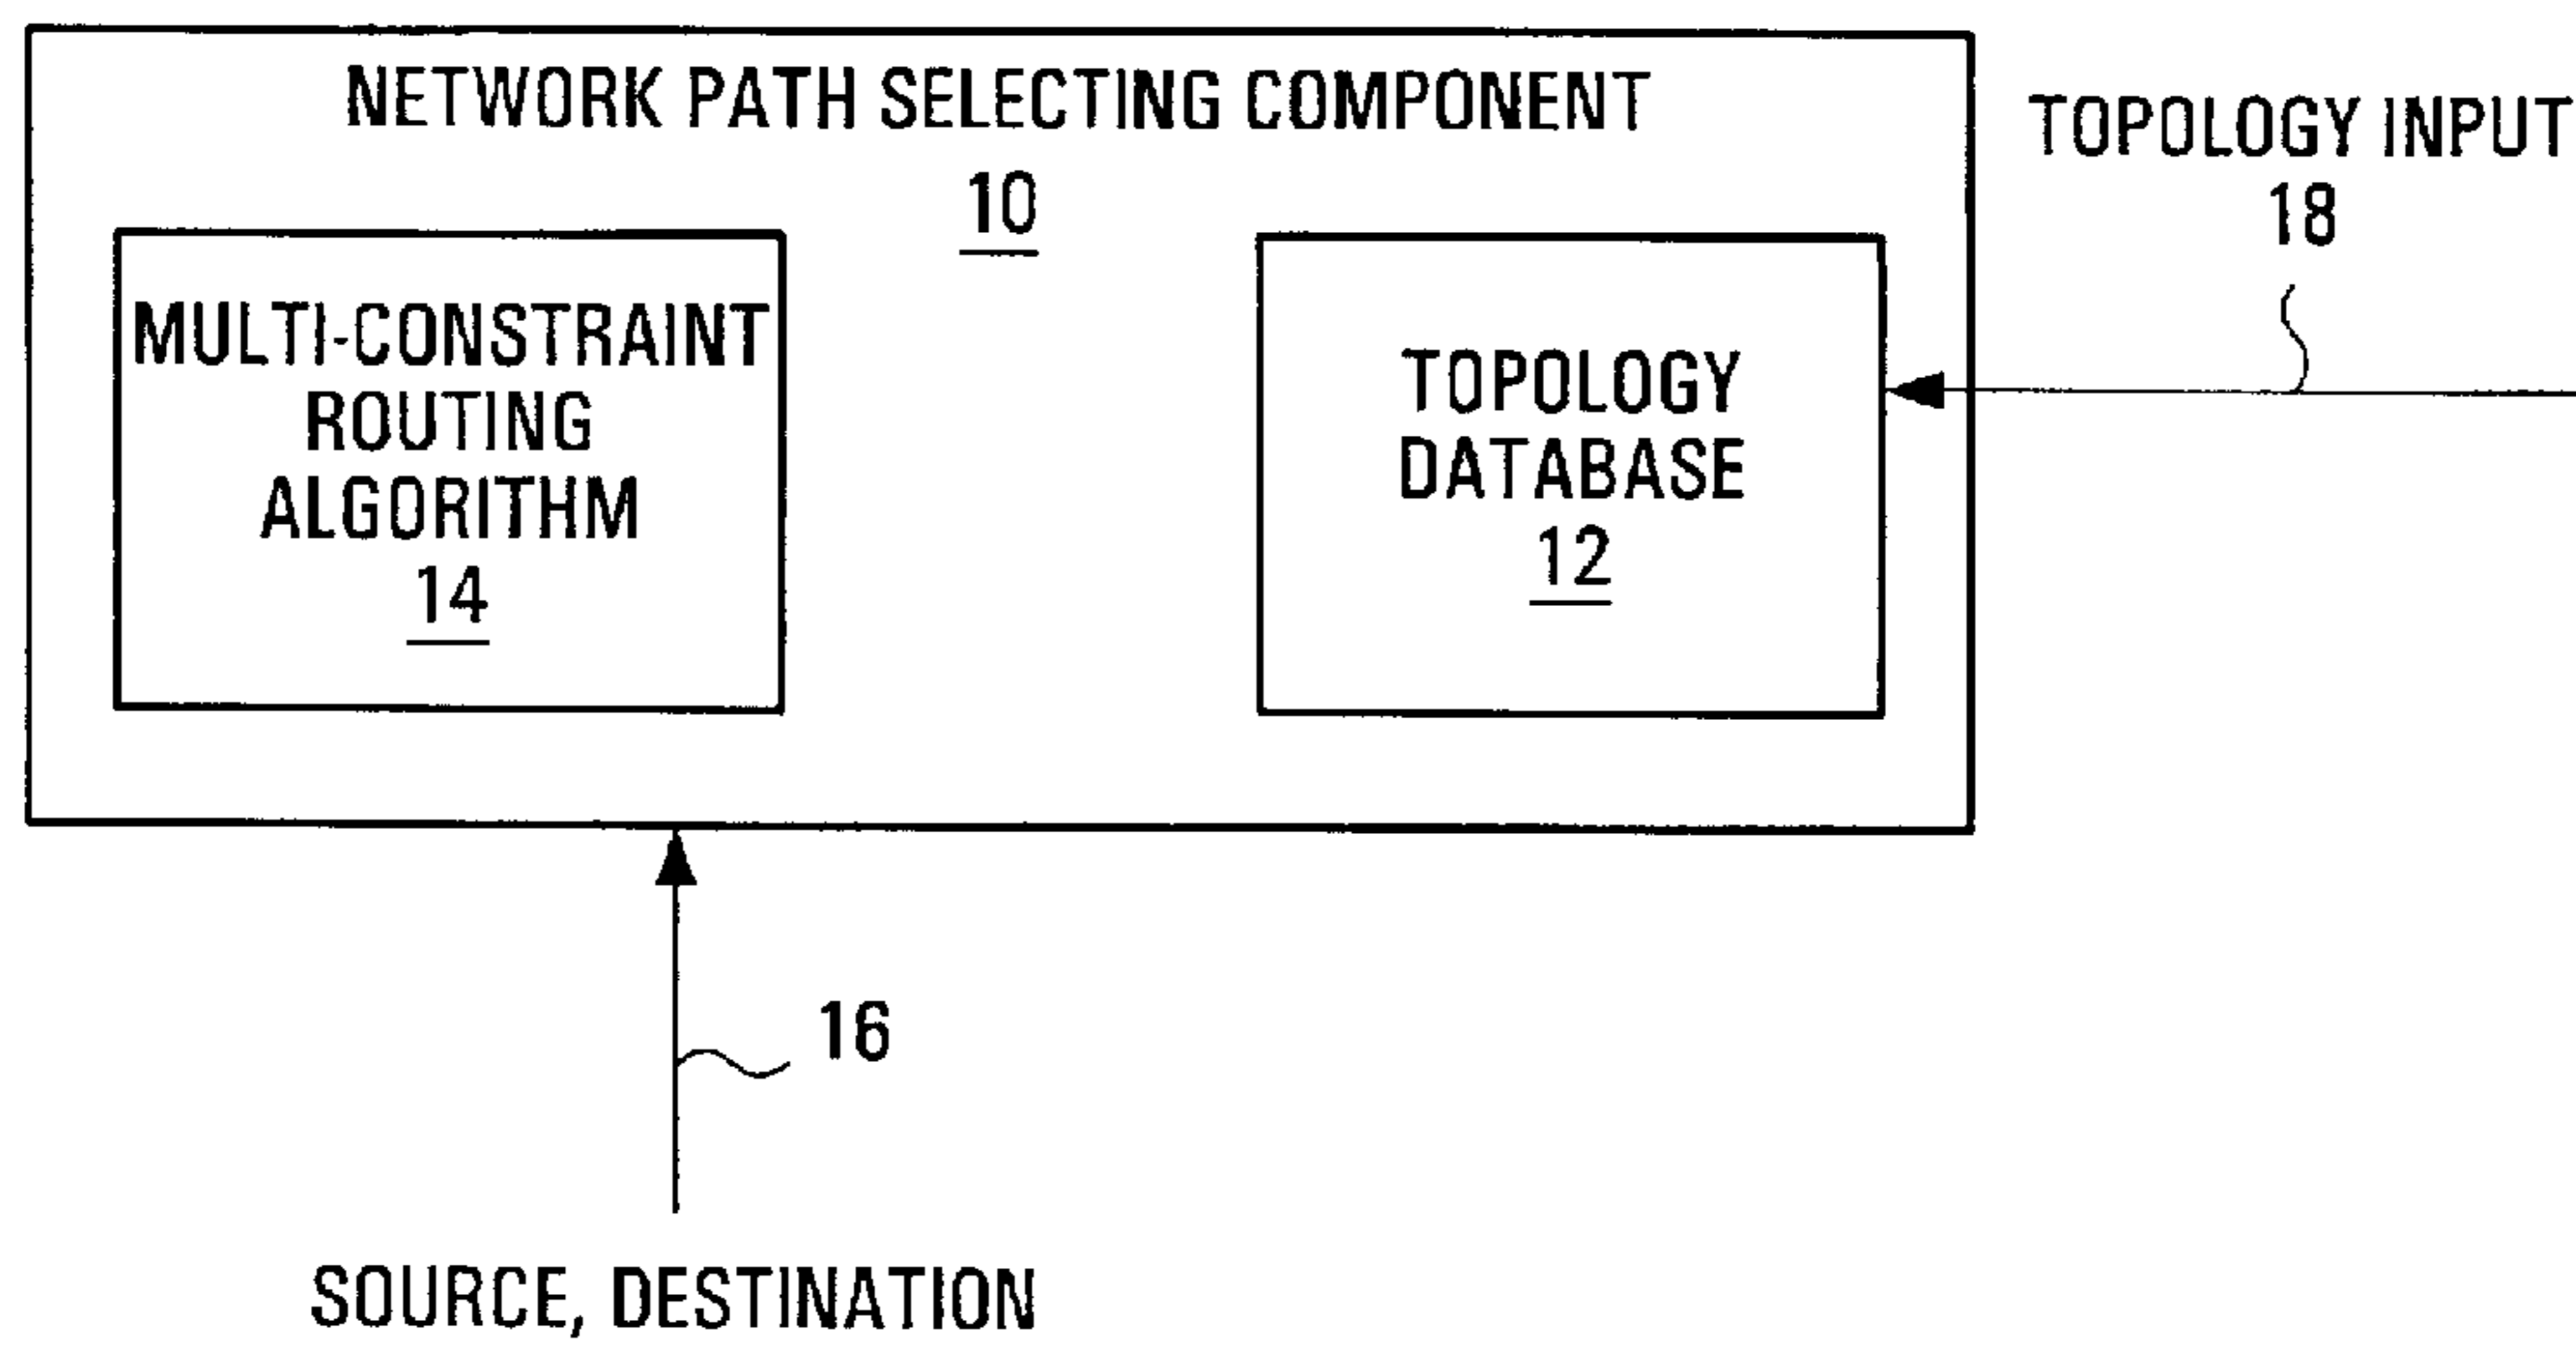 NETWORK PATH SELECTING COMPONENT
10
TOPOLOGY INPUT
18
MULTI-CONSTRAINT
ROUTING
ALGORITHM
14
TOPOLOGY
DATABASE
12
16
SOURCE, DESTINATION